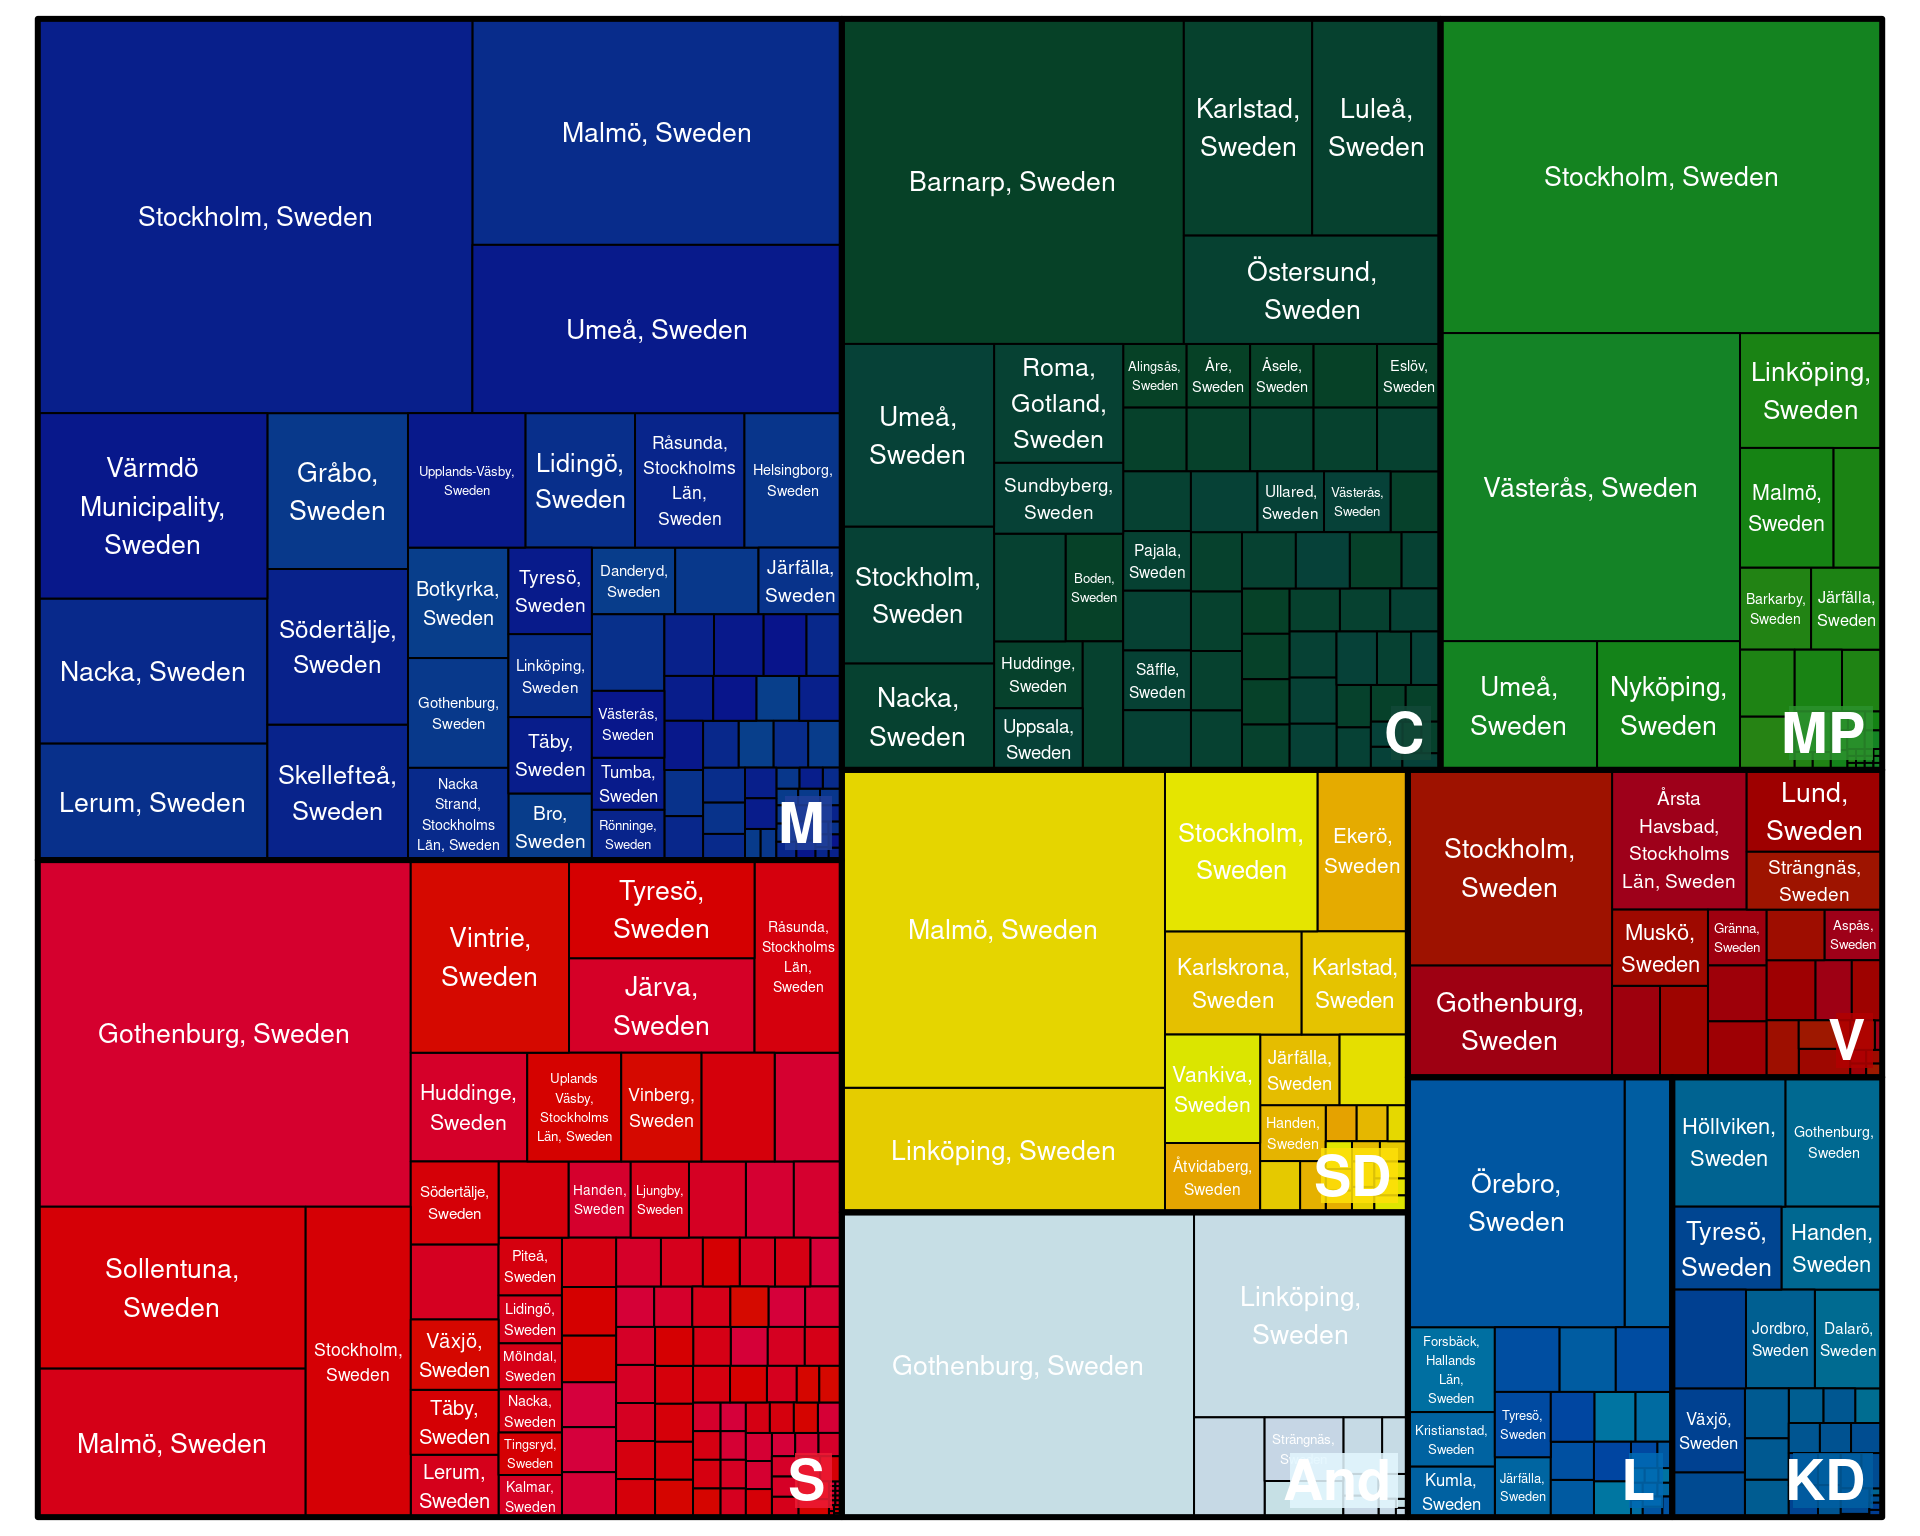 Stockholm, Sweden
Malmö, Sweden
Umeå, Sweden
Värmdö
Municipality,
Sweden
Nacka, Sweden
Lerum, Sweden
Gråbo,
Sweden
Södertälje,
Sweden
Skellefteå,
Sweden
Upplands-Väsby,
Sweden
Lidingö,
Sweden
Råsunda,
Stockholms
Län,
Sweden
Helsingborg,
Sweden
Botkyrka,
Sweden
Gothenburg,
Sweden
Nacka
Strand,
Stockholms
Län, Sweden
Tyresö,
Sweden
Linköping,
Sweden
Täby,
Sweden
Bro,
Sweden
Danderyd,
Sweden
Järfälla,
Sweden
Västerås,
Sweden
Tumba,
Sweden
Rönninge,
Sweden
M
Barnarp, Sweden
Karlstad,
Sweden
Luleå,
Sweden
Östersund,
Sweden
Umeå,
Sweden
Stockholm,
Sweden
Nacka,
Sweden
Roma,
Gotland,
Sweden
Sundbyberg,
Sweden
Boden,
Sweden
Huddinge,
Sweden
Uppsala,
Sweden
Alingsås,
Sweden
Åre,
Sweden
Åsele,
Sweden
Eslöv,
Sweden
Ullared,
Sweden
Västerås,
Sweden
Pajala,
Sweden
Säffle,
Sweden
C
Stockholm, Sweden
Västerås, Sweden
Umeå,
Sweden
Nyköping,
Sweden
Linköping,
Sweden
Malmö,
Sweden
Barkarby,
Sweden
Järfälla,
Sweden
MP
Gothenburg, Sweden
Sollentuna,
Sweden
Malmö, Sweden
Stockholm,
Sweden
Vintrie,
Sweden
Tyresö,
Sweden
Järva,
Sweden
Råsunda,
Stockholms
Län,
Sweden
Huddinge,
Sweden
Uplands
Väsby,
Stockholms
Län, Sweden
Vinberg,
Sweden
Södertälje,
Sweden
Växjö,
Sweden
Täby,
Sweden
Lerum,
Sweden
Handen,
Sweden
Ljungby,
Sweden
Piteå,
Sweden
Lidingö,
Sweden
Mölndal,
Sweden
Nacka,
Sweden
Tingsryd,
Sweden
Kalmar,
Sweden
S
Malmö, Sweden
Linköping, Sweden
Stockholm,
Sweden
Ekerö,
Sweden
Karlskrona,
Sweden
Karlstad,
Sweden
Vankiva,
Sweden
Åtvidaberg,
Sweden
Järfälla,
Sweden
Handen,
Sweden
SD
Gothenburg, Sweden
Linköping,
Sweden
Strängnäs,
And
Stockholm,
Sweden
Gothenburg,
Sweden
Årsta
Havsbad,
Stockholms
Län, Sweden
Lund,
Sweden
Strängnäs,
Sweden
Muskö,
Sweden
Gränna,
Sweden
Aspås,
Sweden
V
Örebro,
Sweden
Forsbäck,
Hallands
Län,
Sweden
Kristianstad,
Sweden
Kumla,
Sweden
Tyresö,
Sweden
Järfälla,
Sweden
L
Höllviken,
Sweden
Gothenburg,
Sweden
Tyresö,
Sweden
Handen,
Sweden
Jordbro,
Sweden
Dalarö,
Sweden
Växjö,
Sweden
KD